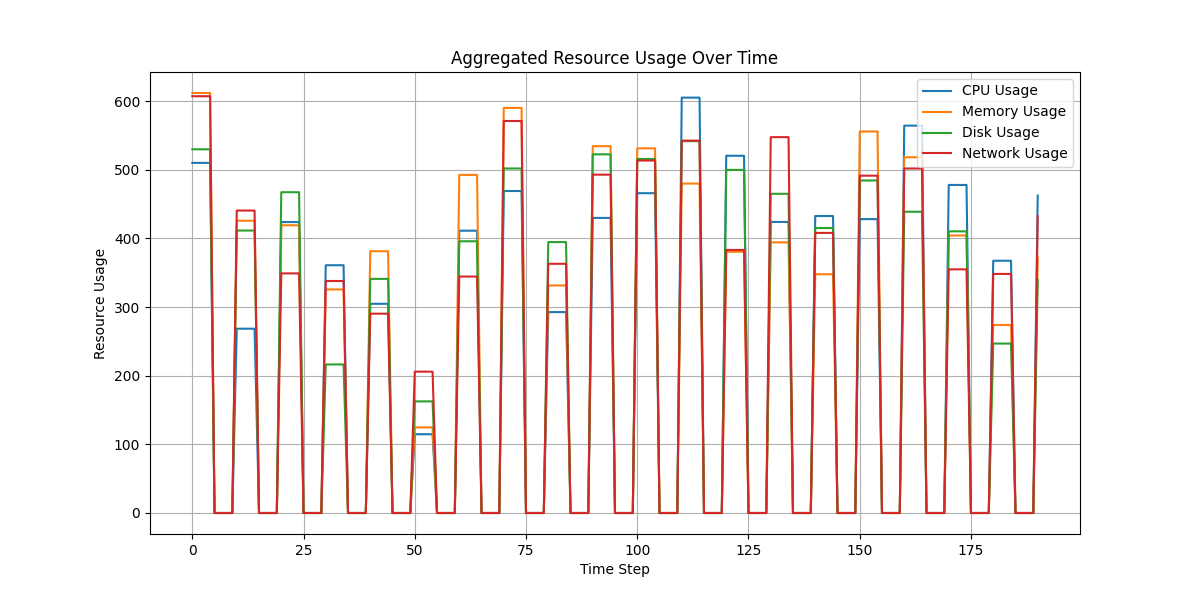 Aggregated Resource Usage Over Time
CPU Usage
Memory Usage
Disk Usage
Network Usage
Resource Usage
600
500
400
300
200
100
0
0 25 50 75 100 125 150 175
Time Step